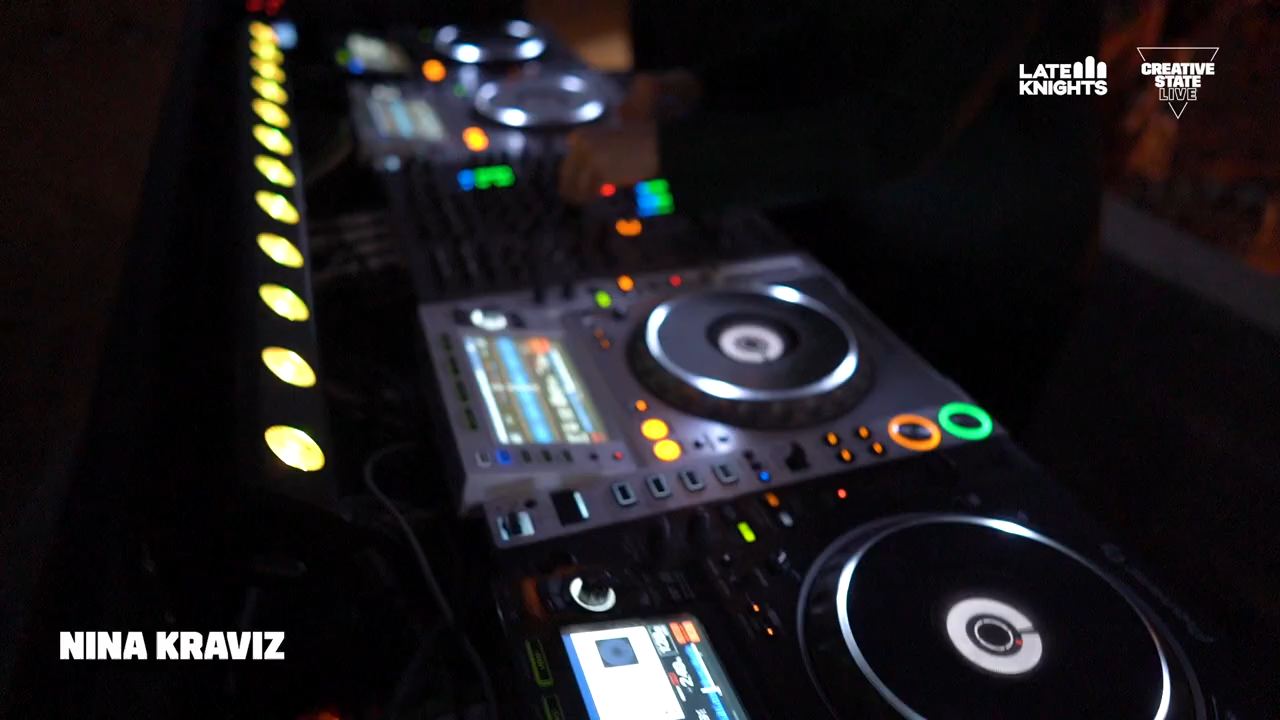 LATE
KNIGHTS
CREATIVE
STATE
LIVE
NINA KRAVIZ